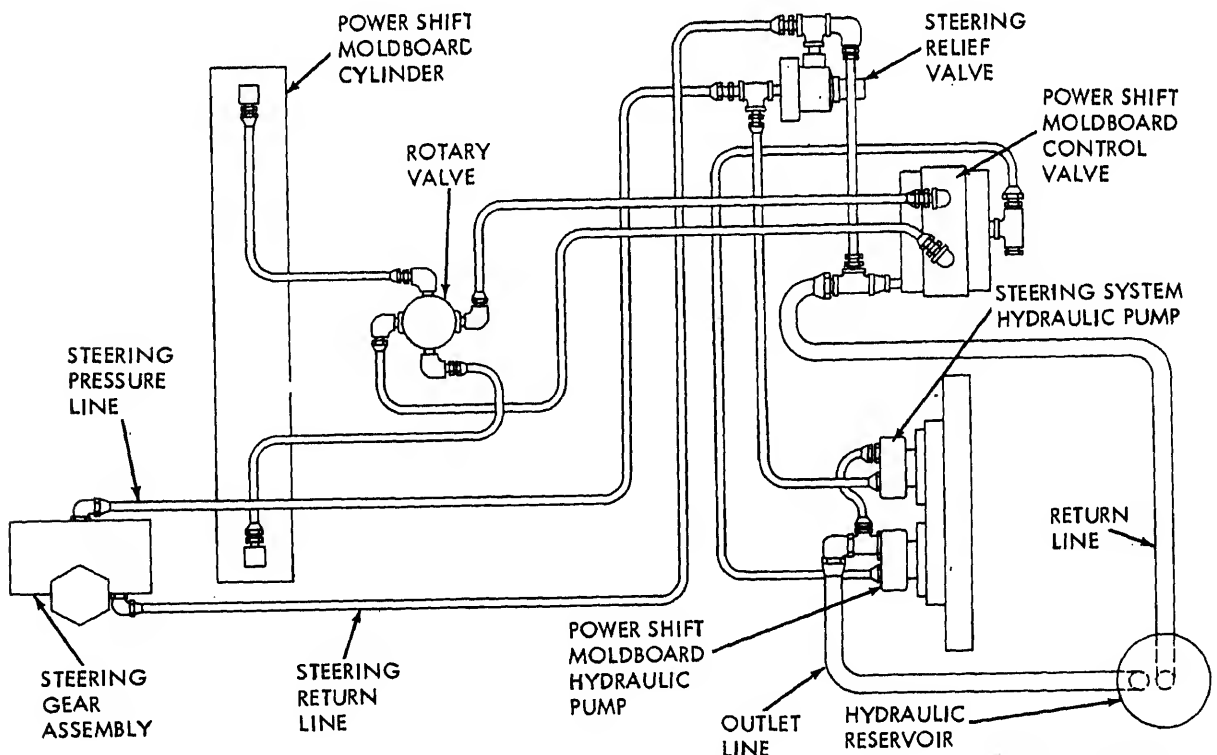 POWER SHIFT
MOLDBOARD
CYLINDER
STEERING
RELIEF
VALVE
POWER SHIFT
MOLDBOARD
CONTROL
VALVE
ROTARY
VALVE
STEERING SYSTEM
HYDRAULIC PUMP
STEERING
PRESSURE
LINE
RETURN
LINE
STEERING
GEAR
ASSEMBLY
STEERING
RETURN
LINE
POWER SHIFT
MOLDBOARD
HYDRAULIC
PUMP
OUTLET
LINE
HYDRAULIC
RESERVOIR